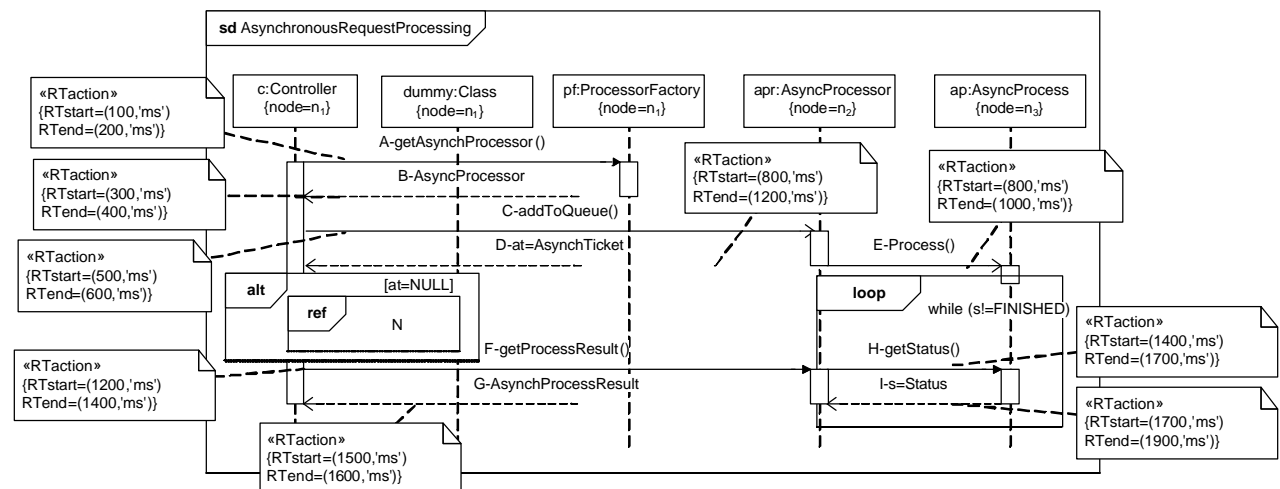 sd AsynchronousRequestProcessing
«RTaction»
{RTstart=(100,'ms')
RTend=(200,'ms')}
c:Controller
{node=n1}
dummy:Class
{node=n1}
pf:ProcessorFactory
{node=n1}
apr:AsyncProcessor
{node=n2}
ap:AsyncProcess
{node=n3}
A-getAsynchProcessor()
«RTaction»
{RTstart=(300,'ms')
RTend=(400,'ms')}
B-AsyncProcessor
«RTaction»
{RTstart=(800,'ms')
RTend=(1200,'ms')}
«RTaction»
{RTstart=(800,'ms')
RTend=(1000,'ms')}
C-addToQueue()
«RTaction»
{RTstart=(500,'ms')
RTend=(600,'ms')}
D-at=AsynchTicket
E-Process()
alt
[at=NULL]
ref
N
loop
while (s!=FINISHED)
«RTaction»
{RTstart=(1400,'ms')
RTend=(1700,'ms')}
F-getProcessResult()
H-getStatus()
«RTaction»
{RTstart=(1200,'ms')
RTend=(1400,'ms')}
G-AsynchProcessResult
I-s=Status
«RTaction»
{RTstart=(1700,'ms')
RTend=(1900,'ms')}
«RTaction»
{RTstart=(1500,'ms')
RTend=(1600,'ms')}